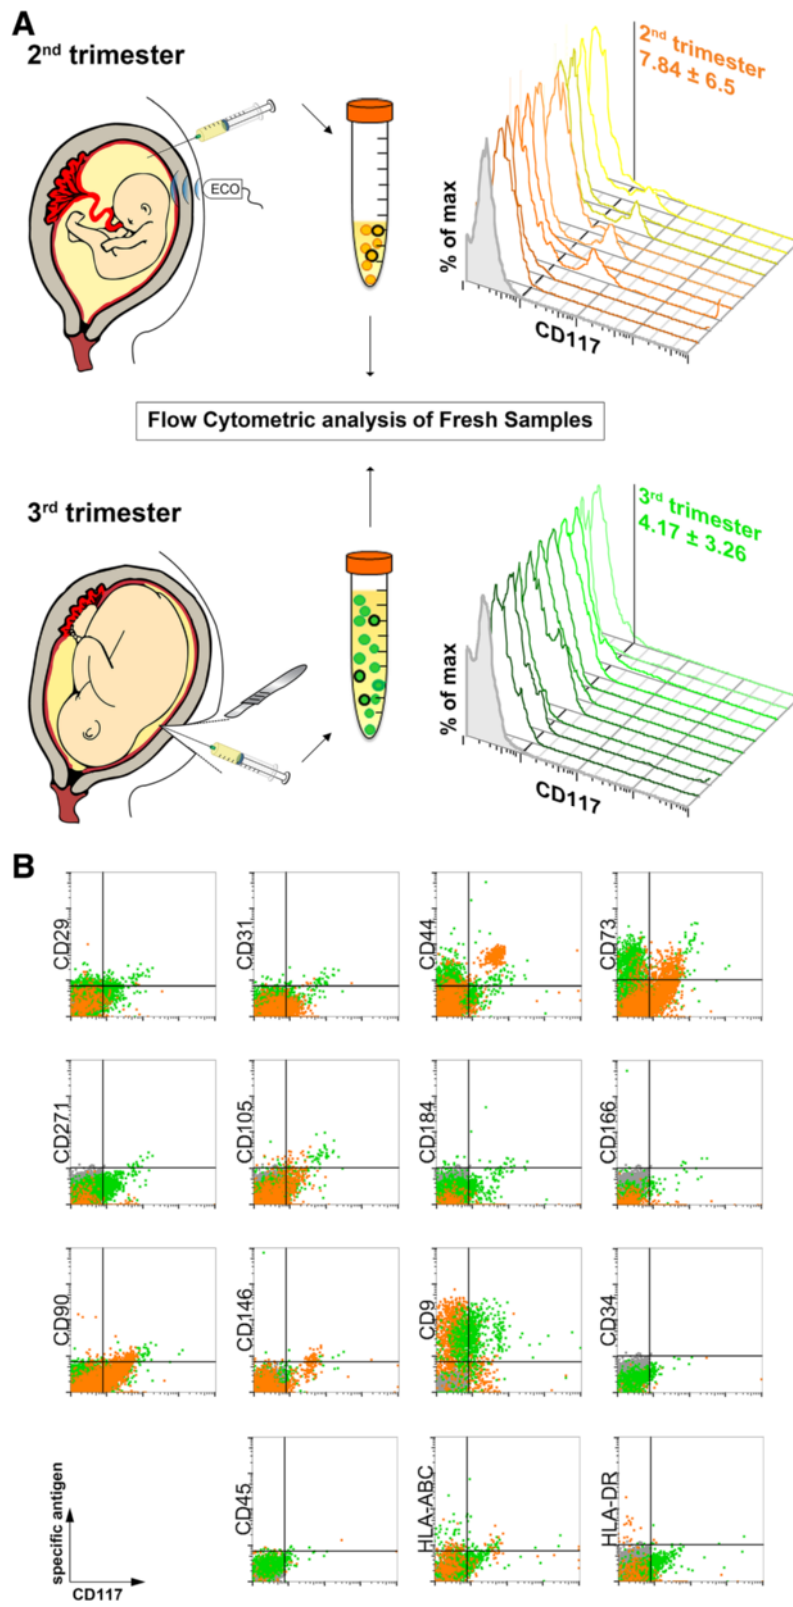 A
2nd trimester
ECO
2nd trimester
7.84 ± 6.5
% of max
CD117
Flow Cytometric analysis of Fresh Samples
3rd trimester
3rd trimester
4.17 ± 3.26
% of max
CD117
B
CD29
CD31
CD44
CD73
CD271
CD105
CD184
CD166
CD90
CD146
CD9
CD34
specific antigen
CD117
CD45
HLA-ABC
HLA-DR